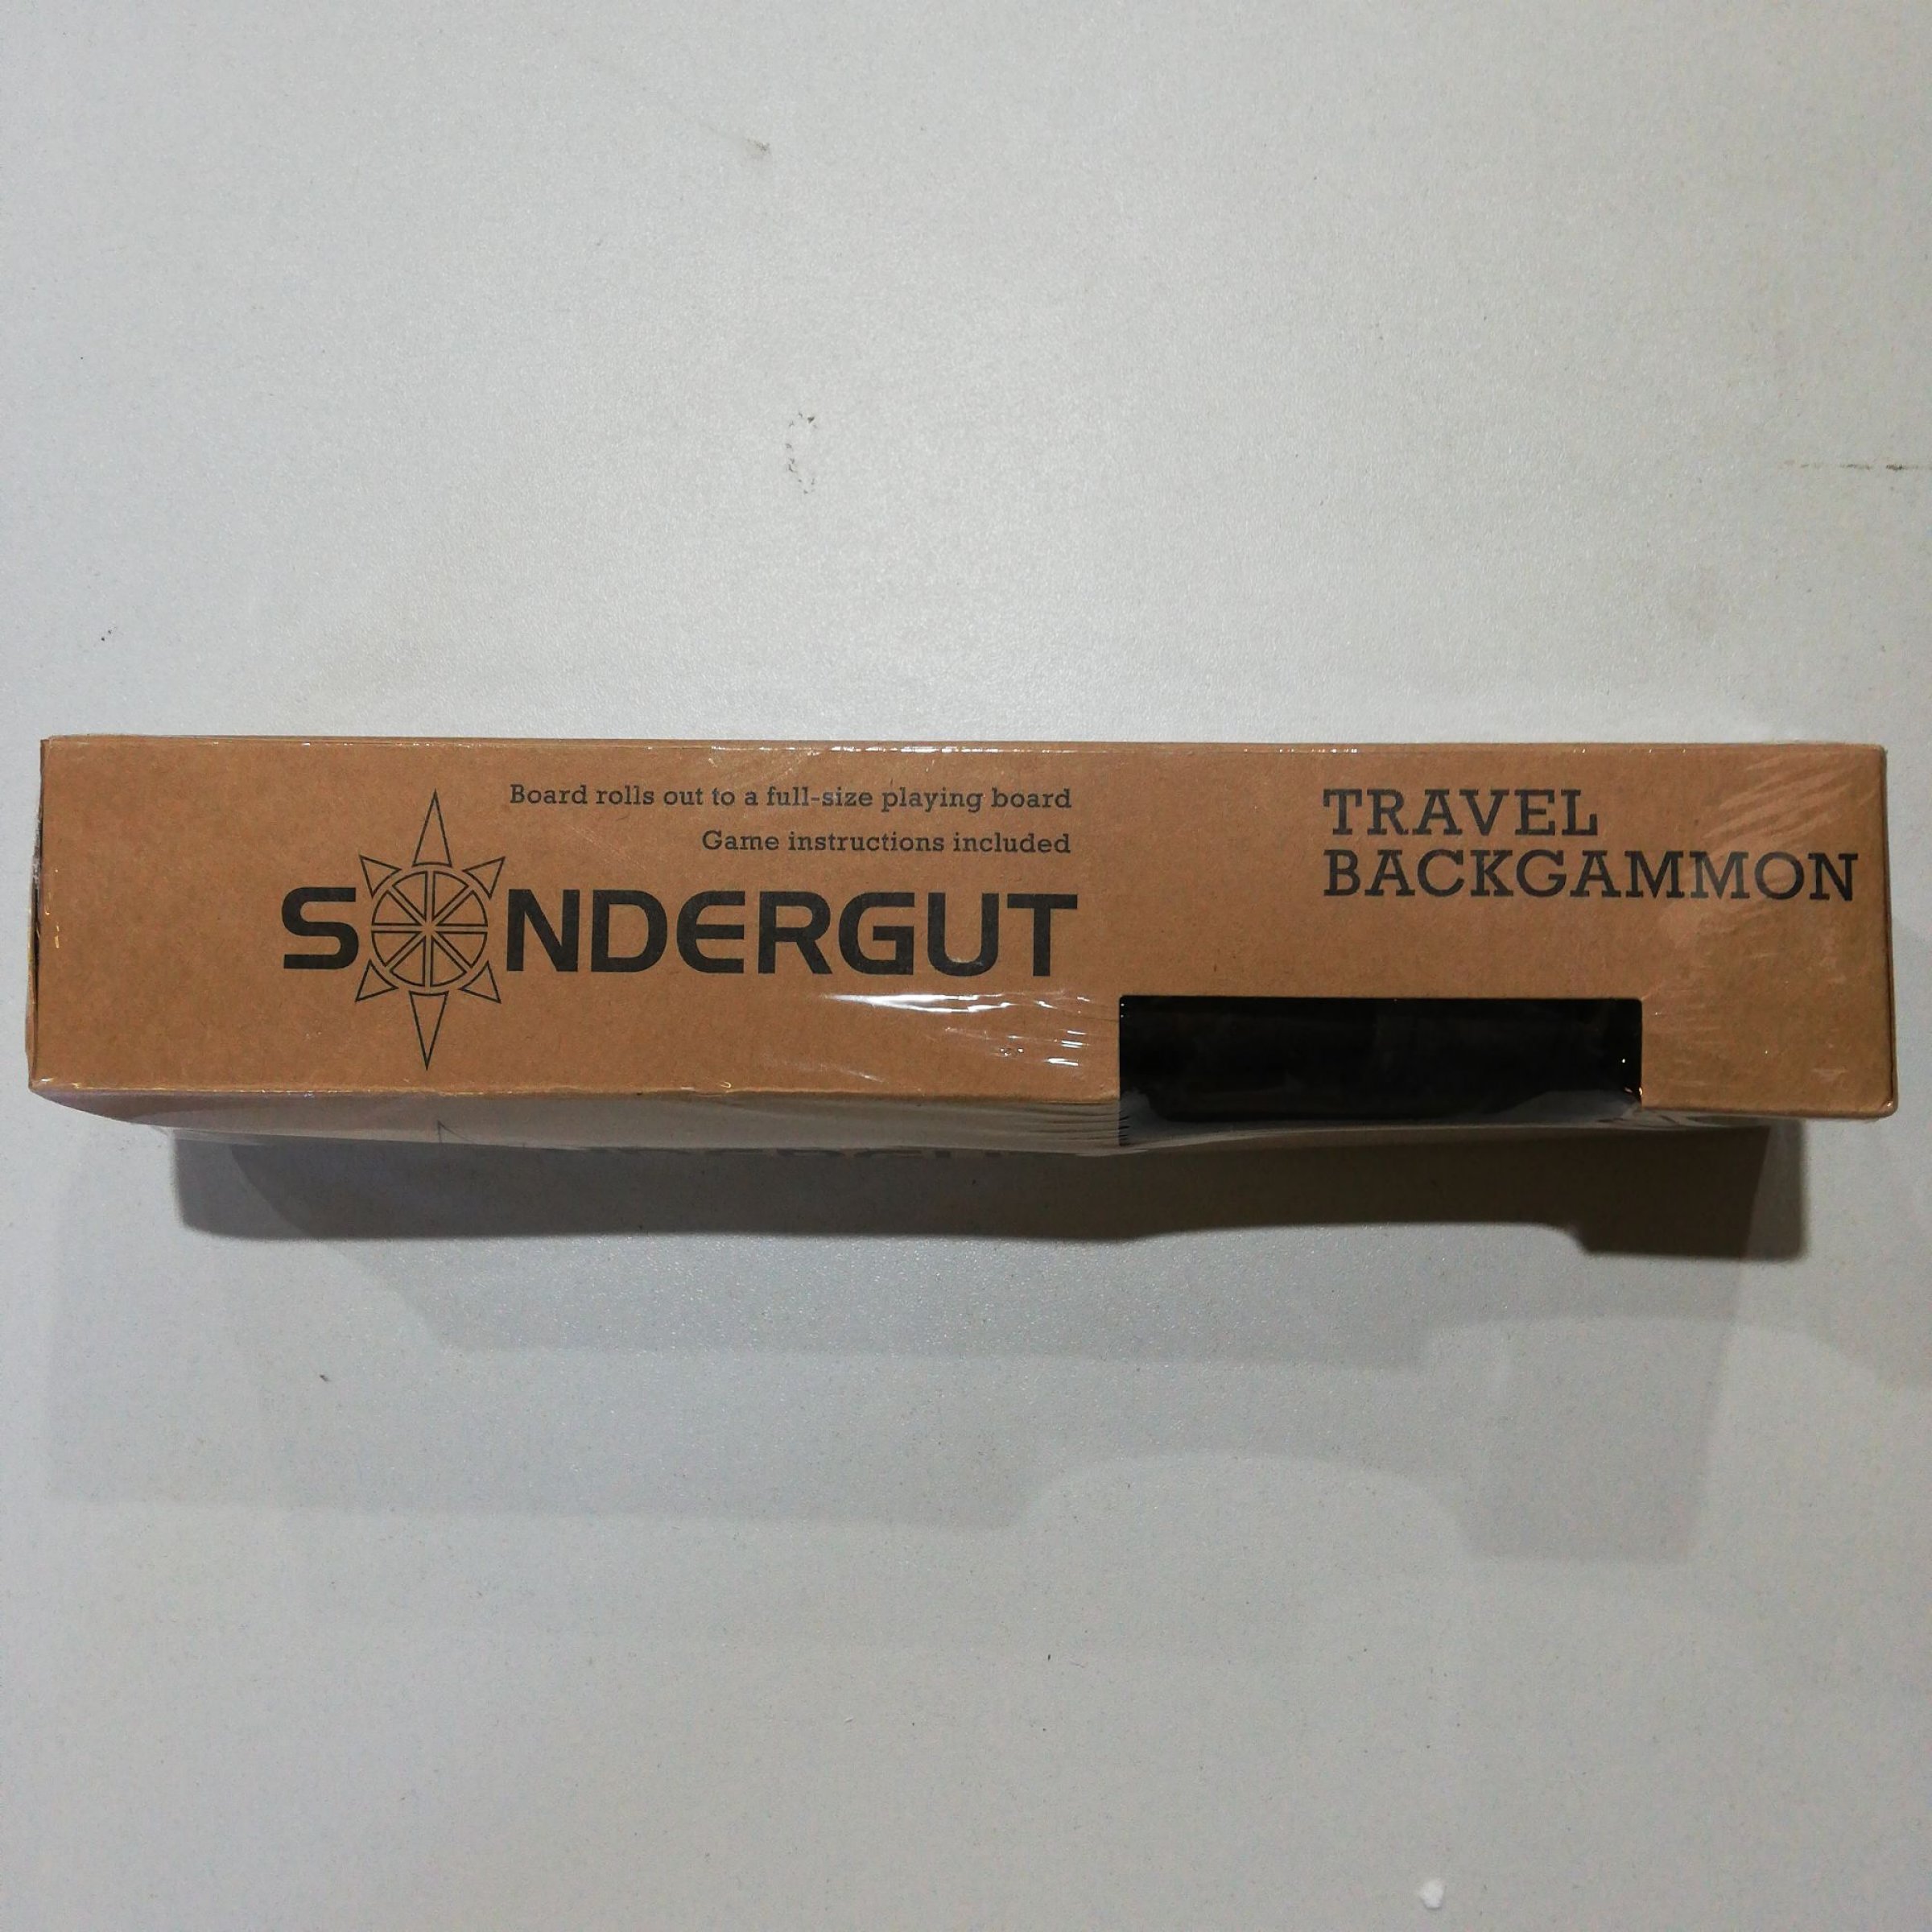 Board rolls out to a full-size playing board
Game instructions included
SONDERGUT
TRAVEL
BACKGAMMON